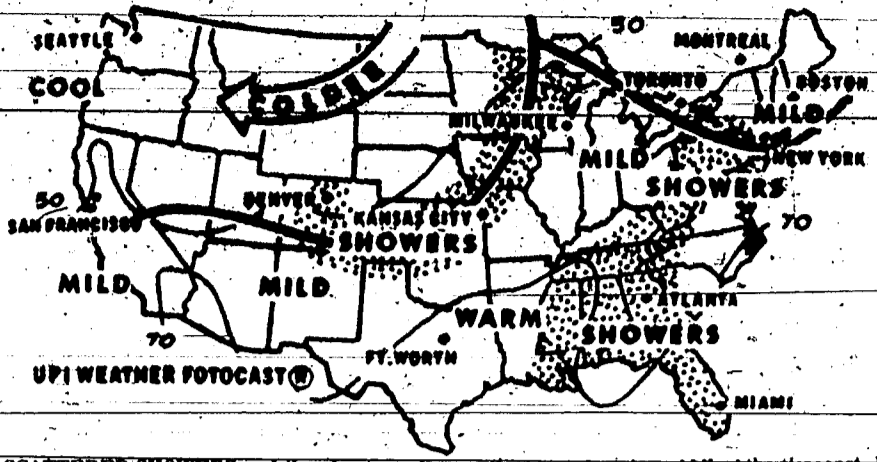 50
SEATTLE
MONTREAL
COOL
COLDER
TORONTO
BOSTON
MILWAUKEE
MILD
MILD
NEW YORK
50
DENVER
SHOWERS
SAN FRANCISCO
KANSAS CITY
70
SHOWERS
MILD
MILD
ATLANTA
WARM
SHOWERS
70
FT. WORTH
UPI WEATHER FOTOCAST ®
MIAMI